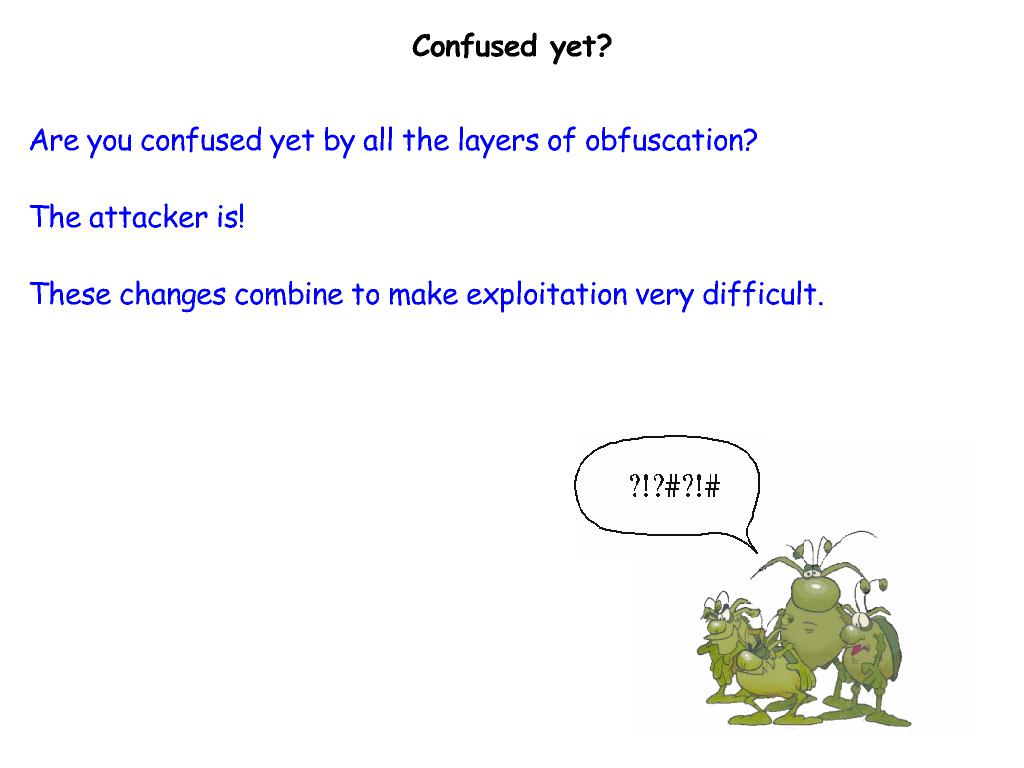 Confused yet?
Are you confused yet by all the layers of obfuscation?
The attacker is!
These changes combine to make exploitation very difficult.
?!?#?!#